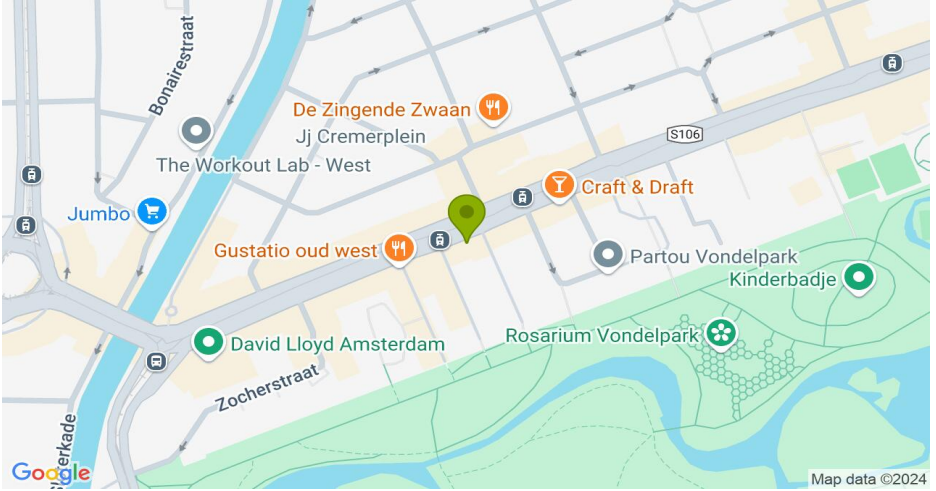 Bonairestraat
De Zingende Zwaan
Jj Cremerplein
S106
The Workout Lab - West
Craft & Draft
Jumbo
Gustatio oud west
Partou Vondelpark
Kinderbadje
Rosarium Vondelpark
David Lloyd Amsterdam
Zocherstraat
erkade
Google
Map data ©2024